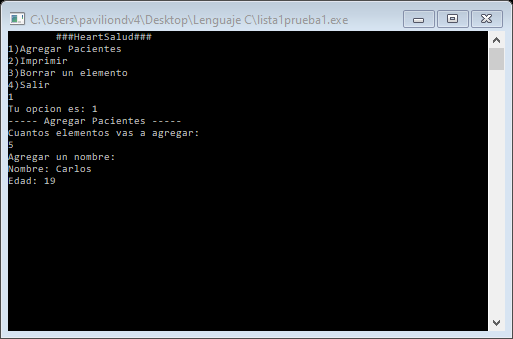 C:\Users\paviliondv4\Desktop\Lenguaje C\lista1prueba1.exe
###HeartSalud###
1)Agregar Pacientes
2)Imprimir
3)Borrar un elemento
4)Salir
1
Tu opcion es: 1
----- Agregar Pacientes -----
Cuantos elementos vas a agregar:
5
Agregar un nombre:
Nombre: Carlos
Edad: 19